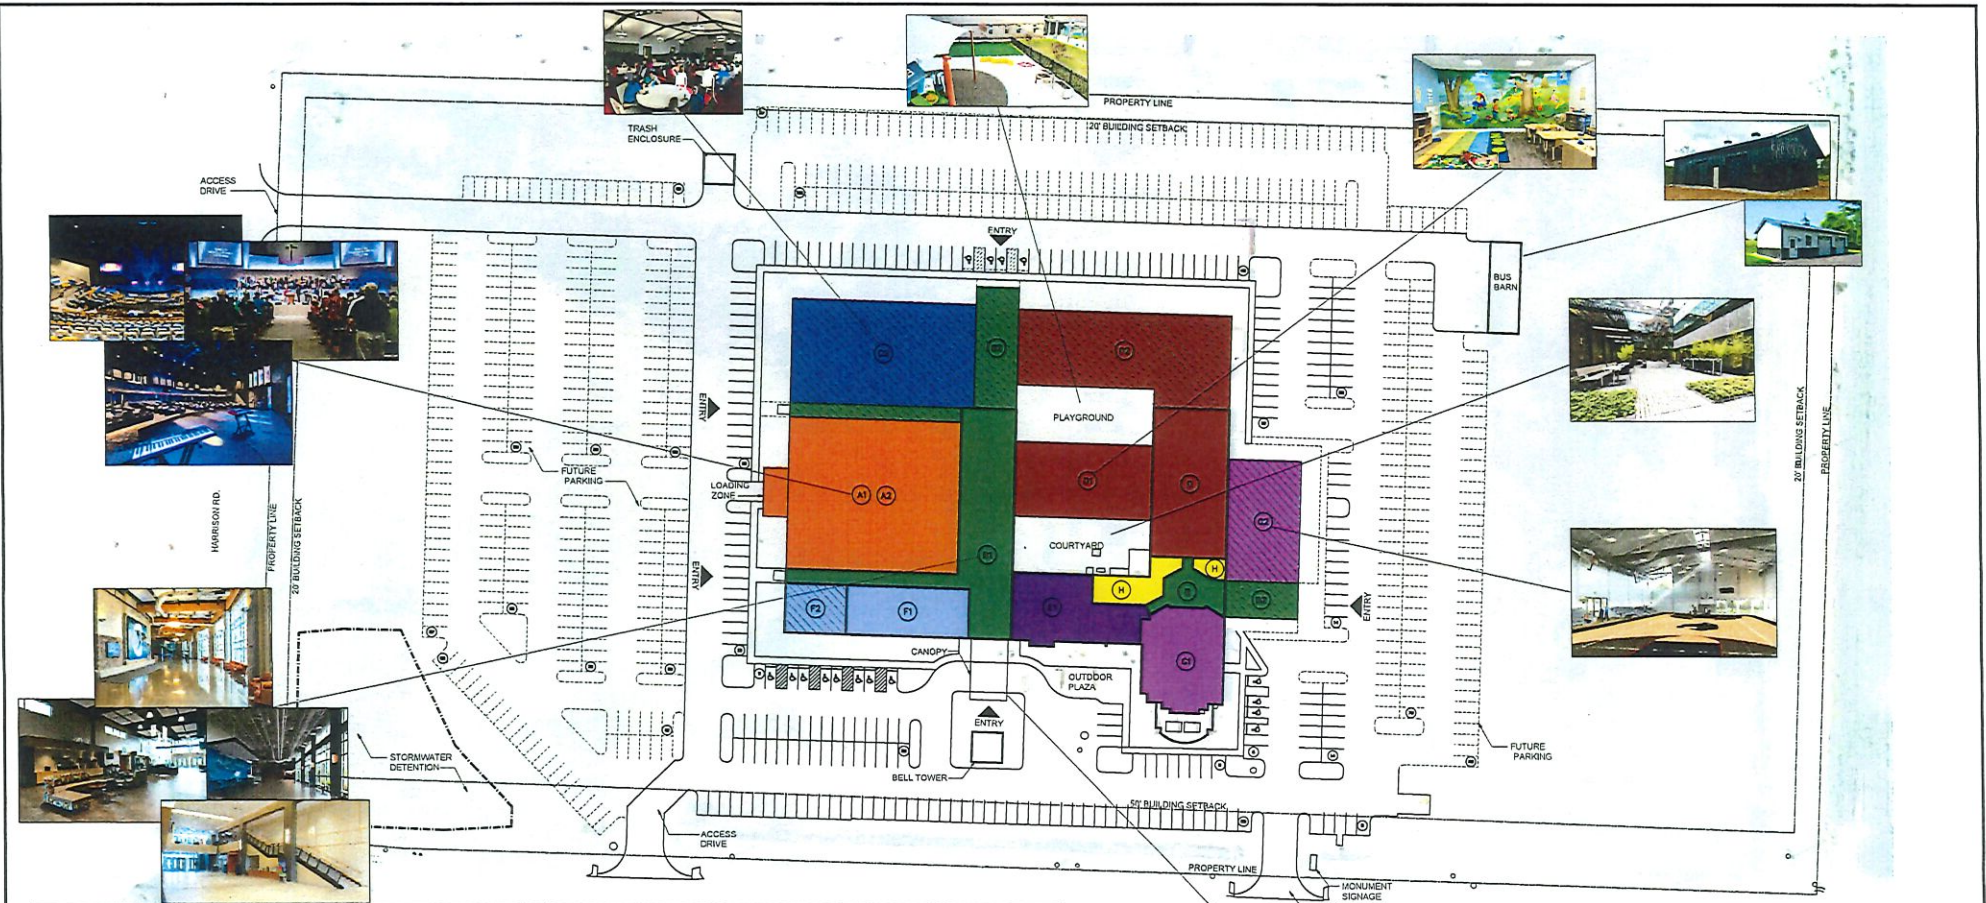 PROPERTY LINE
20' BUILDING SETBACK
TRASH
ENCLOSURE
ACCESS
DRIVE
ENTRY
BUS
BARN
ENTRY
PLAYGROUND
D1
D
A1 A2
LOADING
ZONE
FUTURE
PARKING
HARRISON RD.
PROPERTY LINE
20' BUILDING SETBACK
20' BUILDING SETBACK
PROPERTY LINE
COURTYARD
ENTRY
H
H
F2
F1
ENTRY
C1
CANOPY
OUTDOOR
PLAZA
ENTRY
BELL TOWER
STORMWATER
DETENTION
FUTURE
PARKING
50' BUILDING SETBACK
ACCESS
DRIVE
PROPERTY LINE
MONUMENT
SIGNAGE